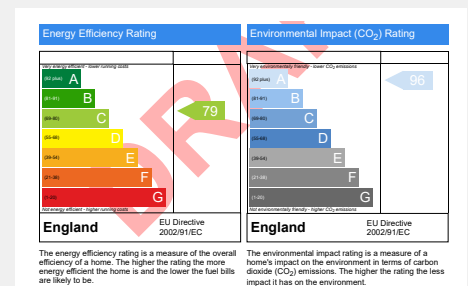 Energy Efficiency Rating
Very energy efficient - lower running costs
(92 plus) A
(81-91) B
(69-80) C
(55-68) D
(39-54) E
(21-38) F
(1-20) G
79
Not energy efficient - higher running costs
England
EU Directive
2002/91/EC
The energy efficiency rating is a measure of the overall
efficiency of a home. The higher the rating the more
energy efficient the home is and the lower the fuel bills
are likely to be.
Environmental Impact (CO2) Rating
Very environmentally friendly - lower CO2 emissions
(92 plus) A
(81-91) B
(69-80) C
(55-68) D
(39-54) E
(21-38) F
(1-20) G
96
Not environmentally friendly - higher CO2 emissions
England
EU Directive
2002/91/EC
The environmental impact rating is a measure of a
home's impact on the environment in terms of carbon
dioxide (CO2) emissions. The higher the rating the less
impact it has on the environment.
DRA